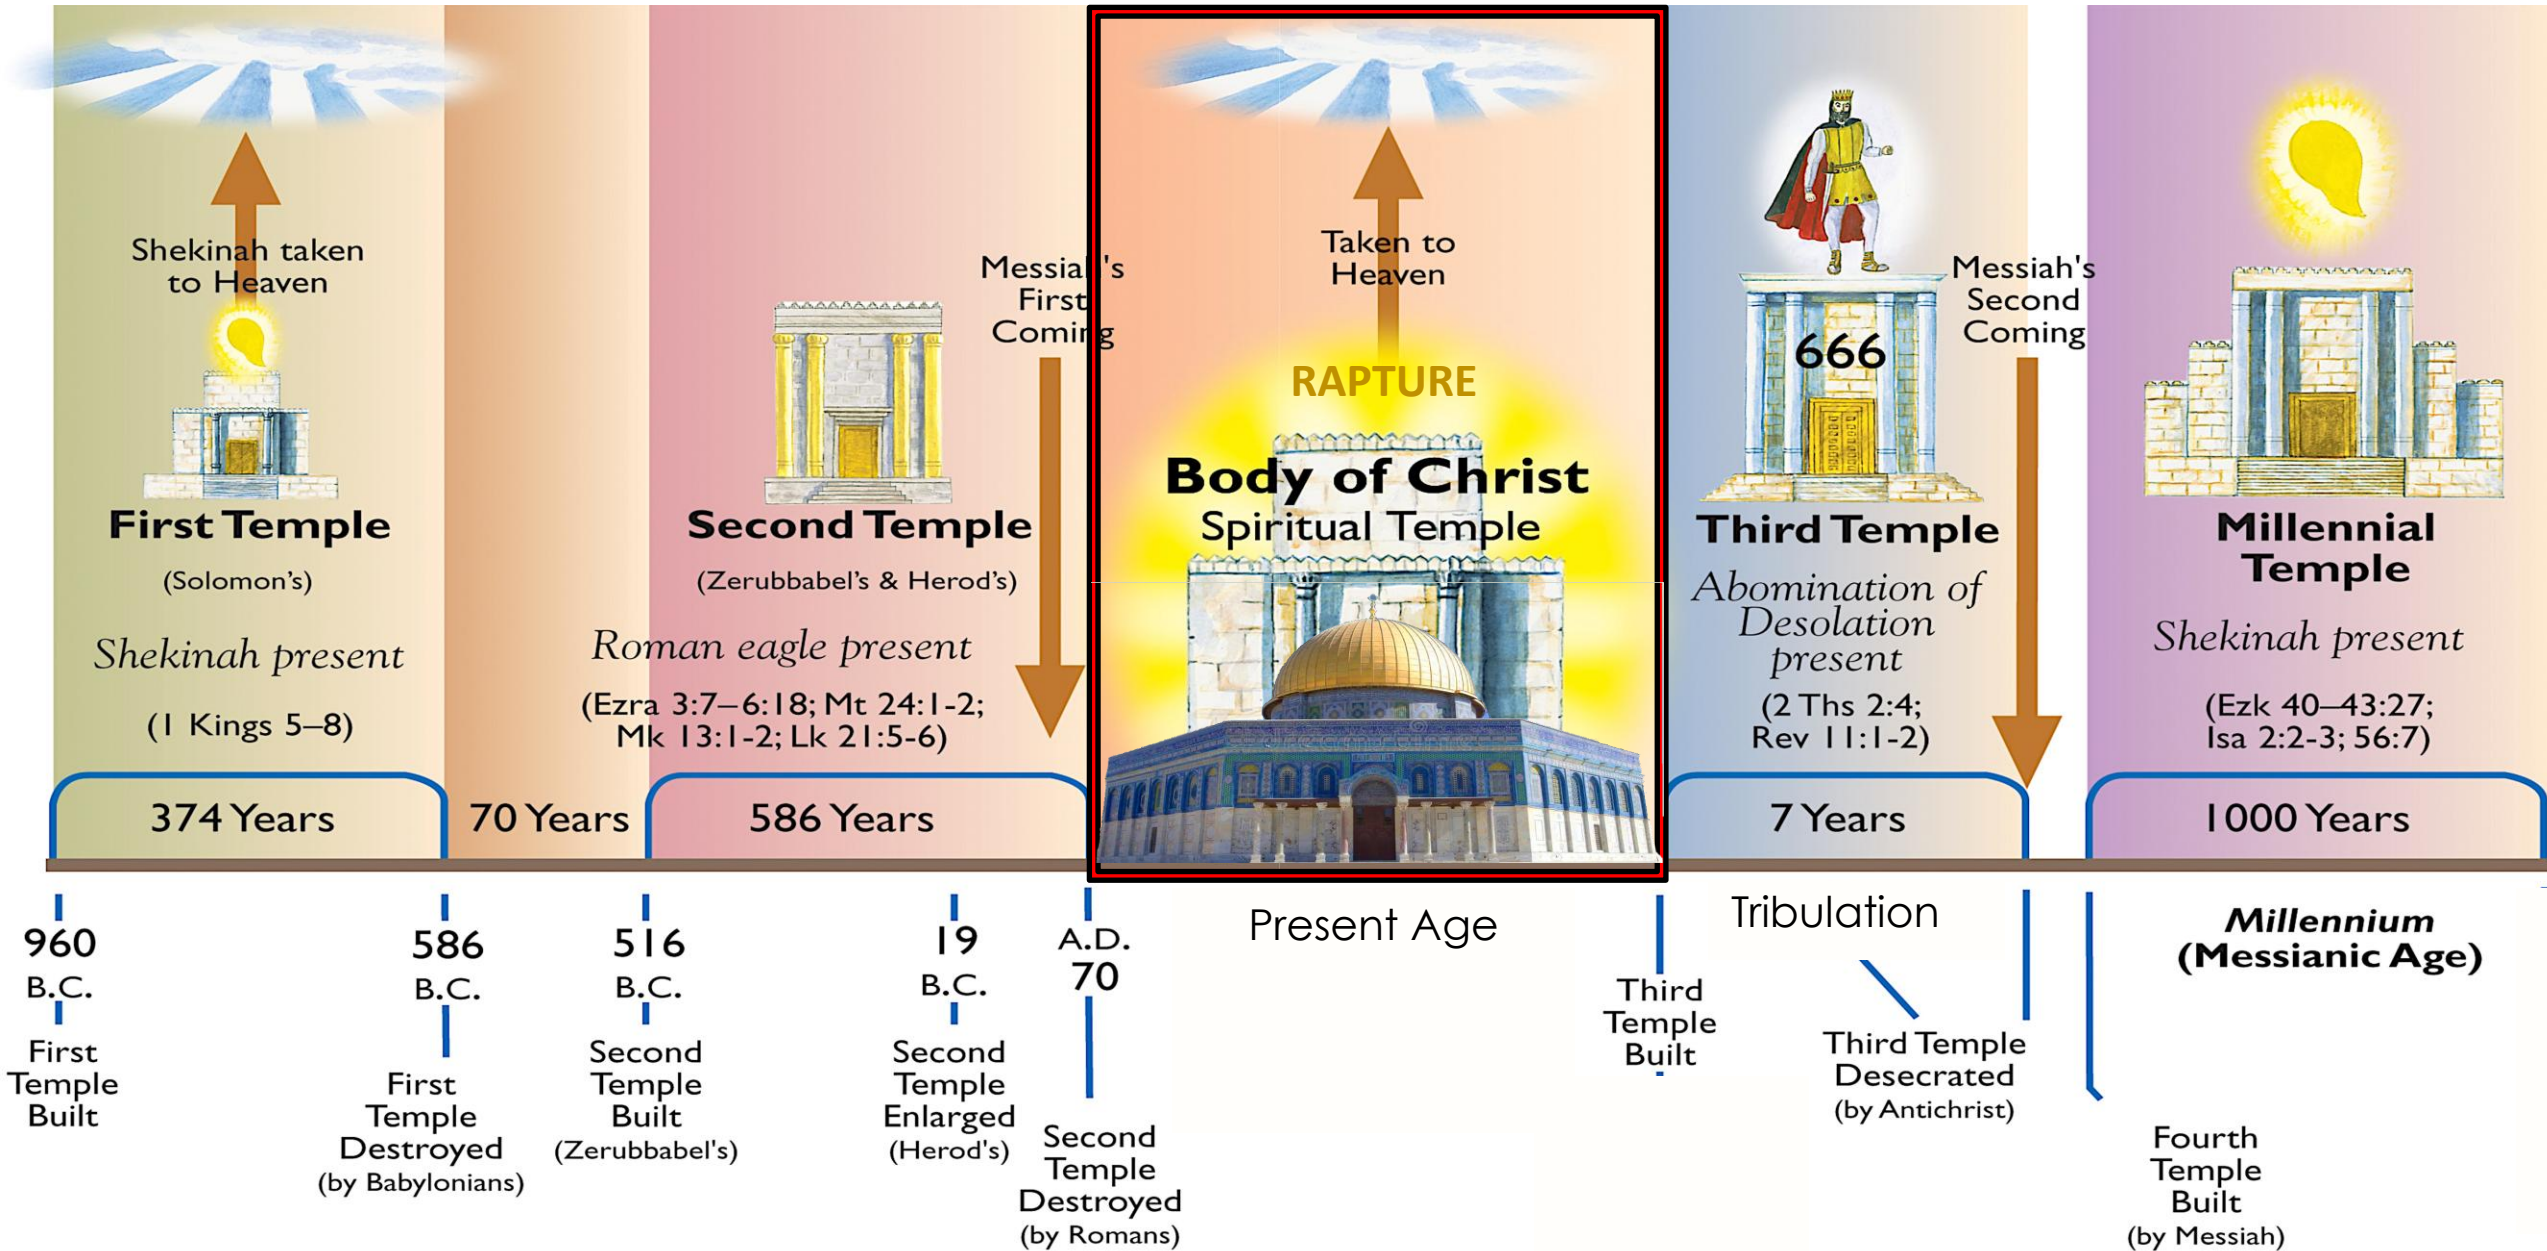 Shekinah taken
to Heaven
First Temple
(Solomon's)
Shekinah present
(1 Kings 5–8)
374 Years
70 Years
Second Temple
(Zerubbabel's & Herod's)
Roman eagle present
(Ezra 3:7–6:18; Mt 24:1-2;
Mk 13:1-2; Lk 21:5-6)
586 Years
Messiah's
First
Coming
Taken to
Heaven
RAPTURE
Body of Christ
Spiritual Temple
666
Third Temple
Abomination of
Desolation
present
(2 Ths 2:4;
Rev 11:1-2)
7 Years
Messiah's
Second
Coming
Millennial
Temple
Shekinah present
(Ezk 40–43:27;
Isa 2:2-3; 56:7)
1000 Years
960
B.C.
First
Temple
Built
586
B.C.
First
Temple
Destroyed
(by Babylonians)
516
B.C.
Second
Temple
Built
(Zerubbabel's)
19
B.C.
Second
Temple
Enlarged
(Herod's)
A.D.
70
Second
Temple
Destroyed
(by Romans)
Present Age
Third
Temple
Built
Tribulation
Third Temple
Desecrated
(by Antichrist)
Millennium
(Messianic Age)
Fourth
Temple
Built
(by Messiah)